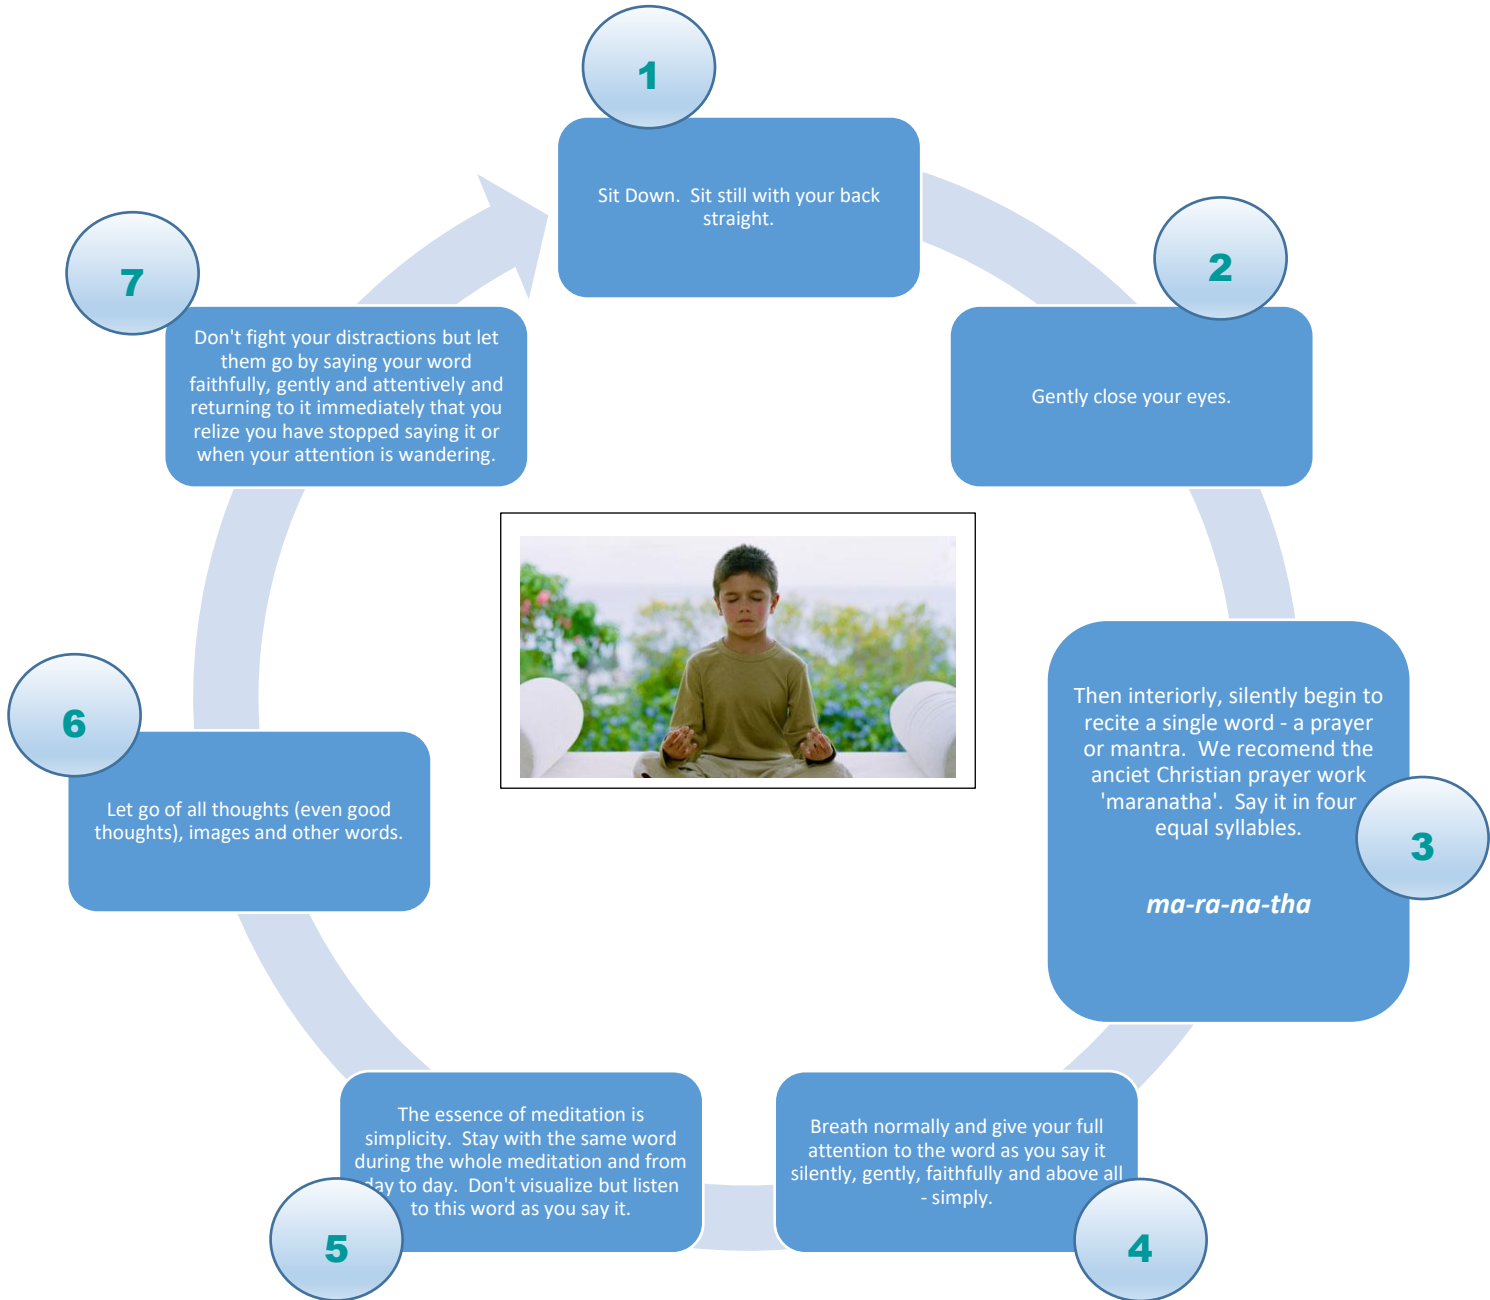 1
Sit Down.  Sit still with your back
straight.
2
Gently close your eyes.
Then interiorly, silently begin to
recite a single word - a prayer
or mantra.  We recomend the
anciet Christian prayer work
'maranatha'.  Say it in four
equal syllables.
ma-ra-na-tha
3
Breath normally and give your full
attention to the word as you say it
silently, gently, faithfully and above all
- simply.
4
The essence of meditation is
simplicity.  Stay with the same word
during the whole meditation and from
day to day.  Don't visualize but listen
to this word as you say it.
5
6
Let go of all thoughts (even good
thoughts), images and other words.
7
Don't fight your distractions but let
them go by saying your word
faithfully, gently and attentively and
returning to it immediately that you
relize you have stopped saying it or
when your attention is wandering.